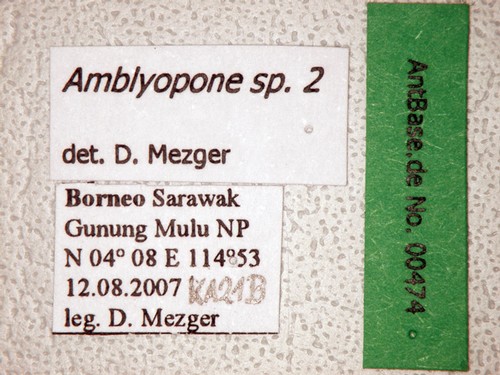 Amblyopone sp. 2
det. D. Mezger
Borneo Sarawak
Gunung Mulu NP
N 04° 08 E 114°53
12.08.2007 KA21B
leg. D. Mezger
AntBase.de No. 00474